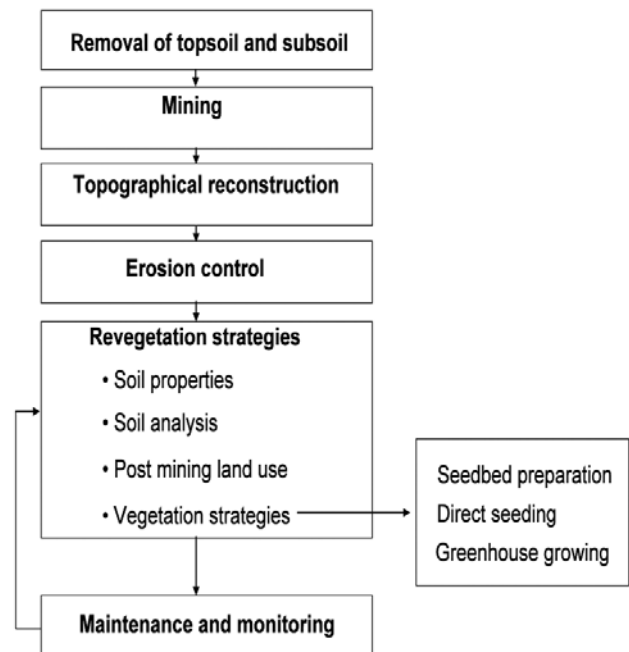 Removal of topsoil and subsoil
Mining
Topographical reconstruction
Erosion control
Revegetation strategies
• Soil properties
• Soil analysis
• Post mining land use
• Vegetation strategies
Seedbed preparation
Direct seeding
Greenhouse growing
Maintenance and monitoring